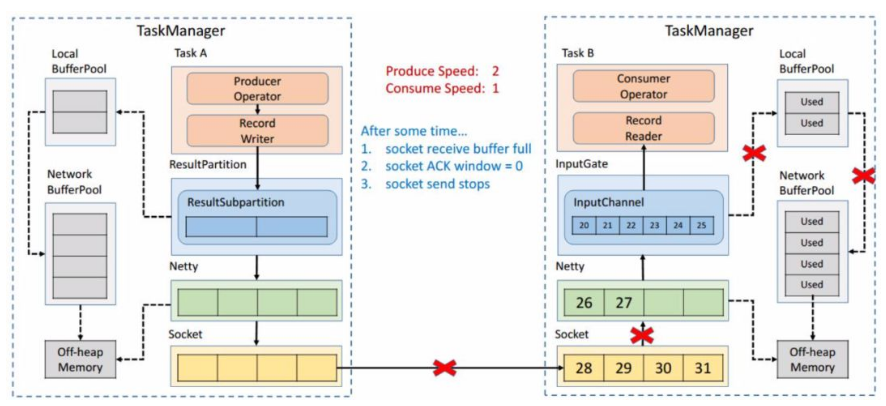 TaskManager
Local
BufferPool
Task A
Producer
Operator
Record
Writer
ResultPartition
ResultSubpartition
Network
BufferPool
Netty
Socket
Off-heap
Memory
Produce Speed: 2
Consume Speed: 1
After some time...
1. socket receive buffer full
2. socket ACK window = 0
3. socket send stops
TaskManager
Task B
Consumer
Operator
Record
Reader
InputGate
InputChannel
20 21 22 23 24 25
Netty
26 27
Socket
28 29 30 31
Local
BufferPool
Used
Used
Network
BufferPool
Used
Used
Used
Used
Off-heap
Memory